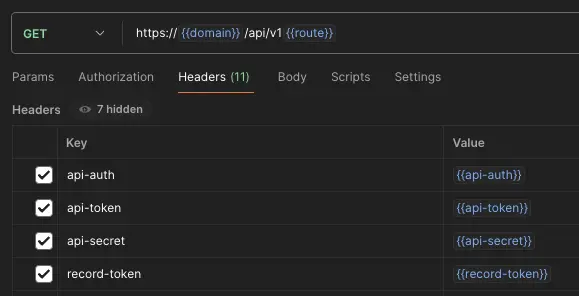 GET https:// {{domain}} /api/v1 {{route}}
Params Authorization Headers (11) Body Scripts Settings
Headers 7 hidden
Key Value
api-auth {{api-auth}}
api-token {{api-token}}
api-secret {{api-secret}}
record-token {{record-token}}